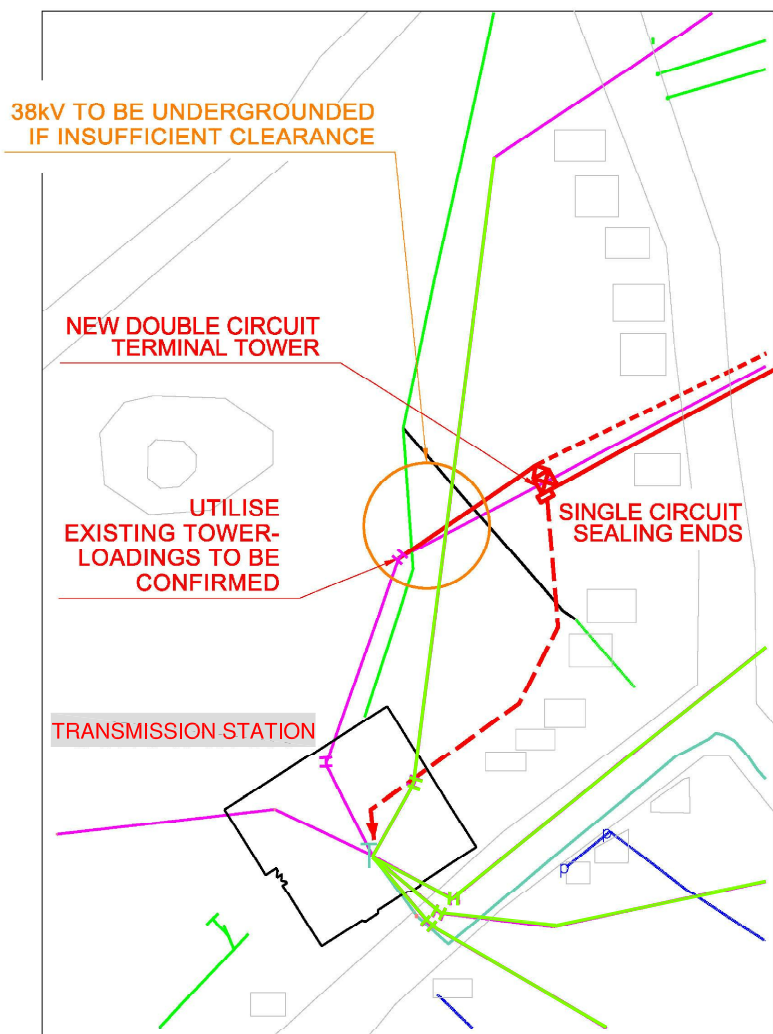 38kV TO BE UNDERGROUNDED
IF INSUFFICIENT CLEARANCE
NEW DOUBLE CIRCUIT
TERMINAL TOWER
UTILISE
EXISTING TOWER-
LOADINGS TO BE
CONFIRMED
SINGLE CIRCUIT
SEALING ENDS
TRANSMISSION STATION
p
p